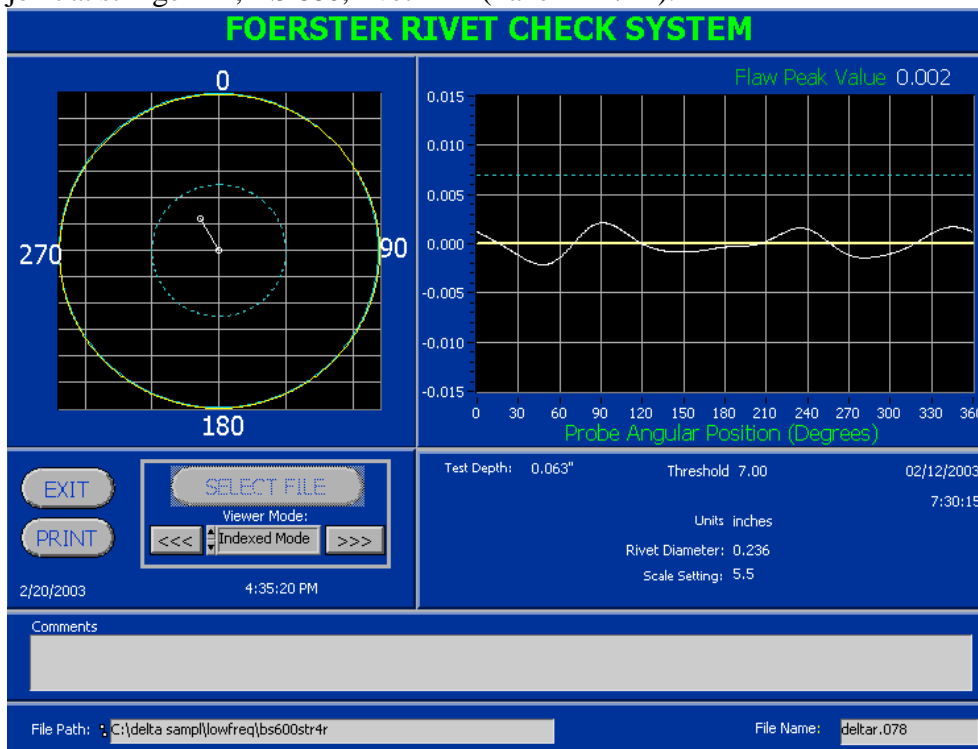 FOERSTER RIVET CHECK SYSTEM
0
270
90
180
Flaw Peak Value 0.002
0.015
0.010
0.005
0.000
-0.005
-0.010
-0.015
0 30 60 90 120 150 180 210 240 270 300 330 36
Probe Angular Position (Degrees)
EXIT
PRINT
SELECT FILE
Viewer Mode:
<<< Indexed Mode >>>
2/20/2003 4:35:20 PM
Test Depth: 0.063" Threshold 7.00 02/12/2003
7:30:15
Units inches
Rivet Diameter: 0.236
Scale Setting: 5.5
Comments
File Path: C:\delta sampl\lowfreq\bs600str4r
File Name: deltar.078